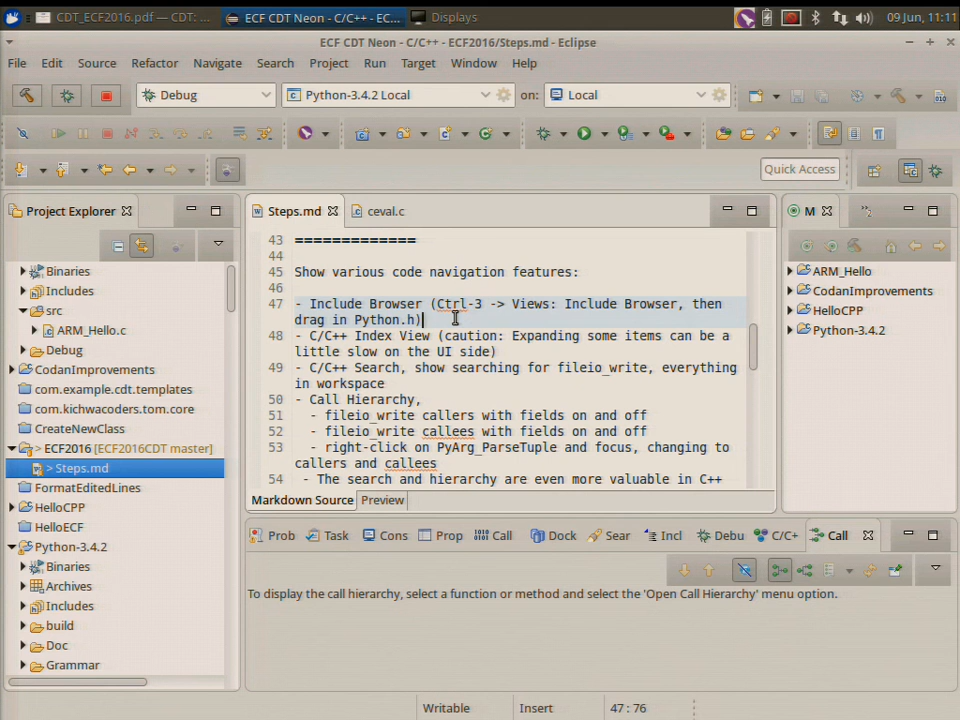 CDT_ECF2016.pdf — CDT: ...
ECF CDT Neon - C/C++ - EC...
Displays
09 Jun, 11:11
ECF CDT Neon - C/C++ - ECF2016/Steps.md - Eclipse
File Edit Source Refactor Navigate Search Project Run Target Window Help
Debug
Python-3.4.2 Local
on:
Local
Quick Access
Project Explorer
Binaries
Includes
src
ARM_Hello.c
Debug
CodanImprovements
com.example.cdt.templates
com.kichwacoders.tom.core
CreateNewClass
> ECF2016 [ECF2016CDT master]
> Steps.md
FormatEditedLines
HelloCPP
HelloECF
Python-3.4.2
Binaries
Archives
Includes
build
Doc
Grammar
Steps.md
ceval.c
43 =============
44
45 Show various code navigation features:
46
47 - Include Browser (Ctrl-3 -> Views: Include Browser, then
drag in Python.h)
48 - C/C++ Index View (caution: Expanding some items can be a
little slow on the UI side)
49 - C/C++ Search, show searching for fileio_write, everything
in workspace
50 - Call Hierarchy,
51 - fileio_write callers with fields on and off
52 - fileio_write callees with fields on and off
53 - right-click on PyArg_ParseTuple and focus, changing to
callers and callees
54 - The search and hierarchy are even more valuable in C++
Markdown Source
Preview
M
ARM_Hello
CodanImprovements
HelloCPP
Python-3.4.2
Prob
Task
Cons
Prop
Call
Dock
Sear
Incl
Debu
C/C+
Call
To display the call hierarchy, select a function or method and select the 'Open Call Hierarchy' menu option.
Writable
Insert
47 : 76